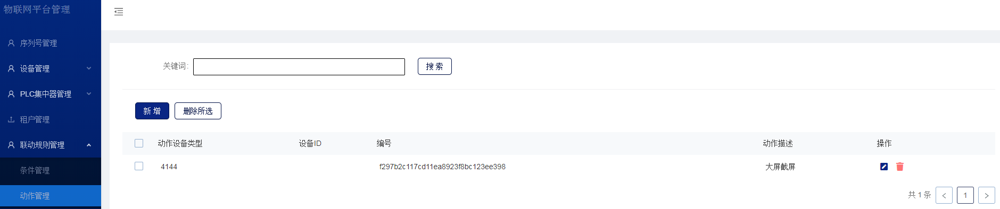 物联网平台管理
序列号管理
设备管理
PLC集中器管理
租户管理
联动规则管理
条件管理
动作管理
关键词: 搜 索
新 增 删除所选
动作设备类型 设备ID 编号 动作描述 操作
4144 f297b2c117cd11ea8923f8bc123ee398 大屏截屏
共 1 条 < 1 >